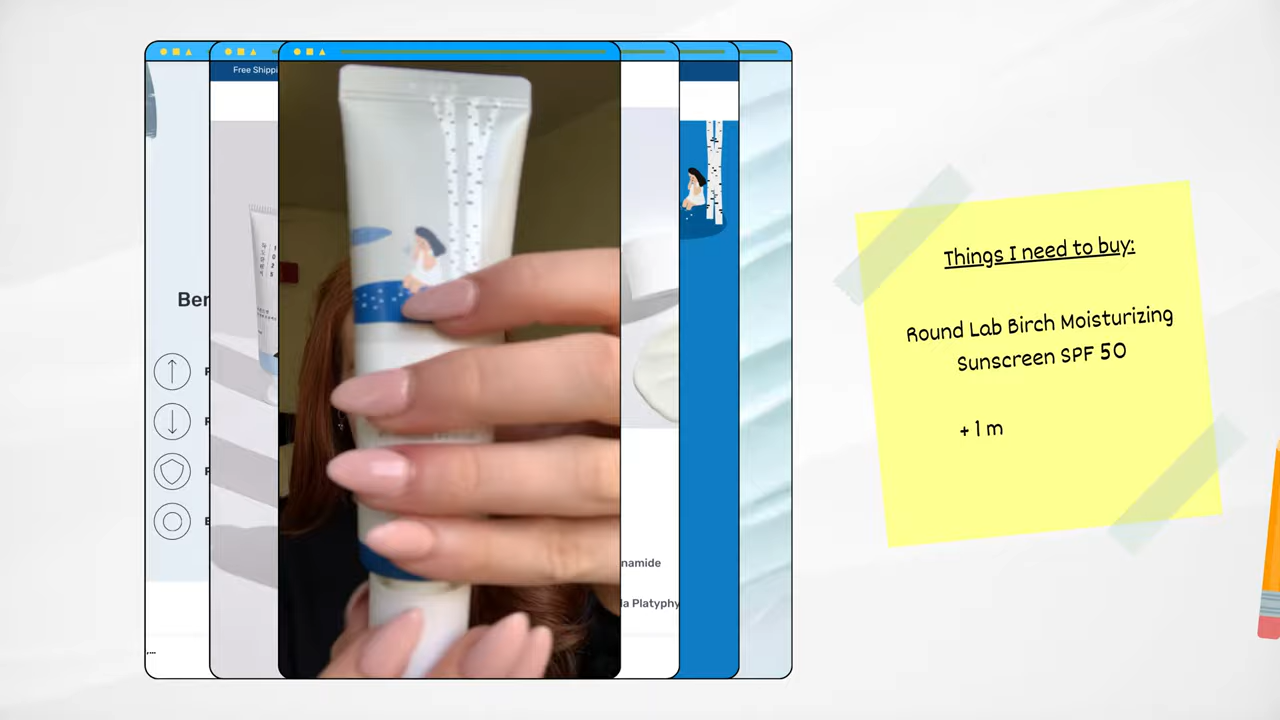 Free Shippi
Ber
namide
la Platyphy
Things I need to buy:
Round Lab Birch Moisturizing
Sunscreen SPF 50
+ 1 m